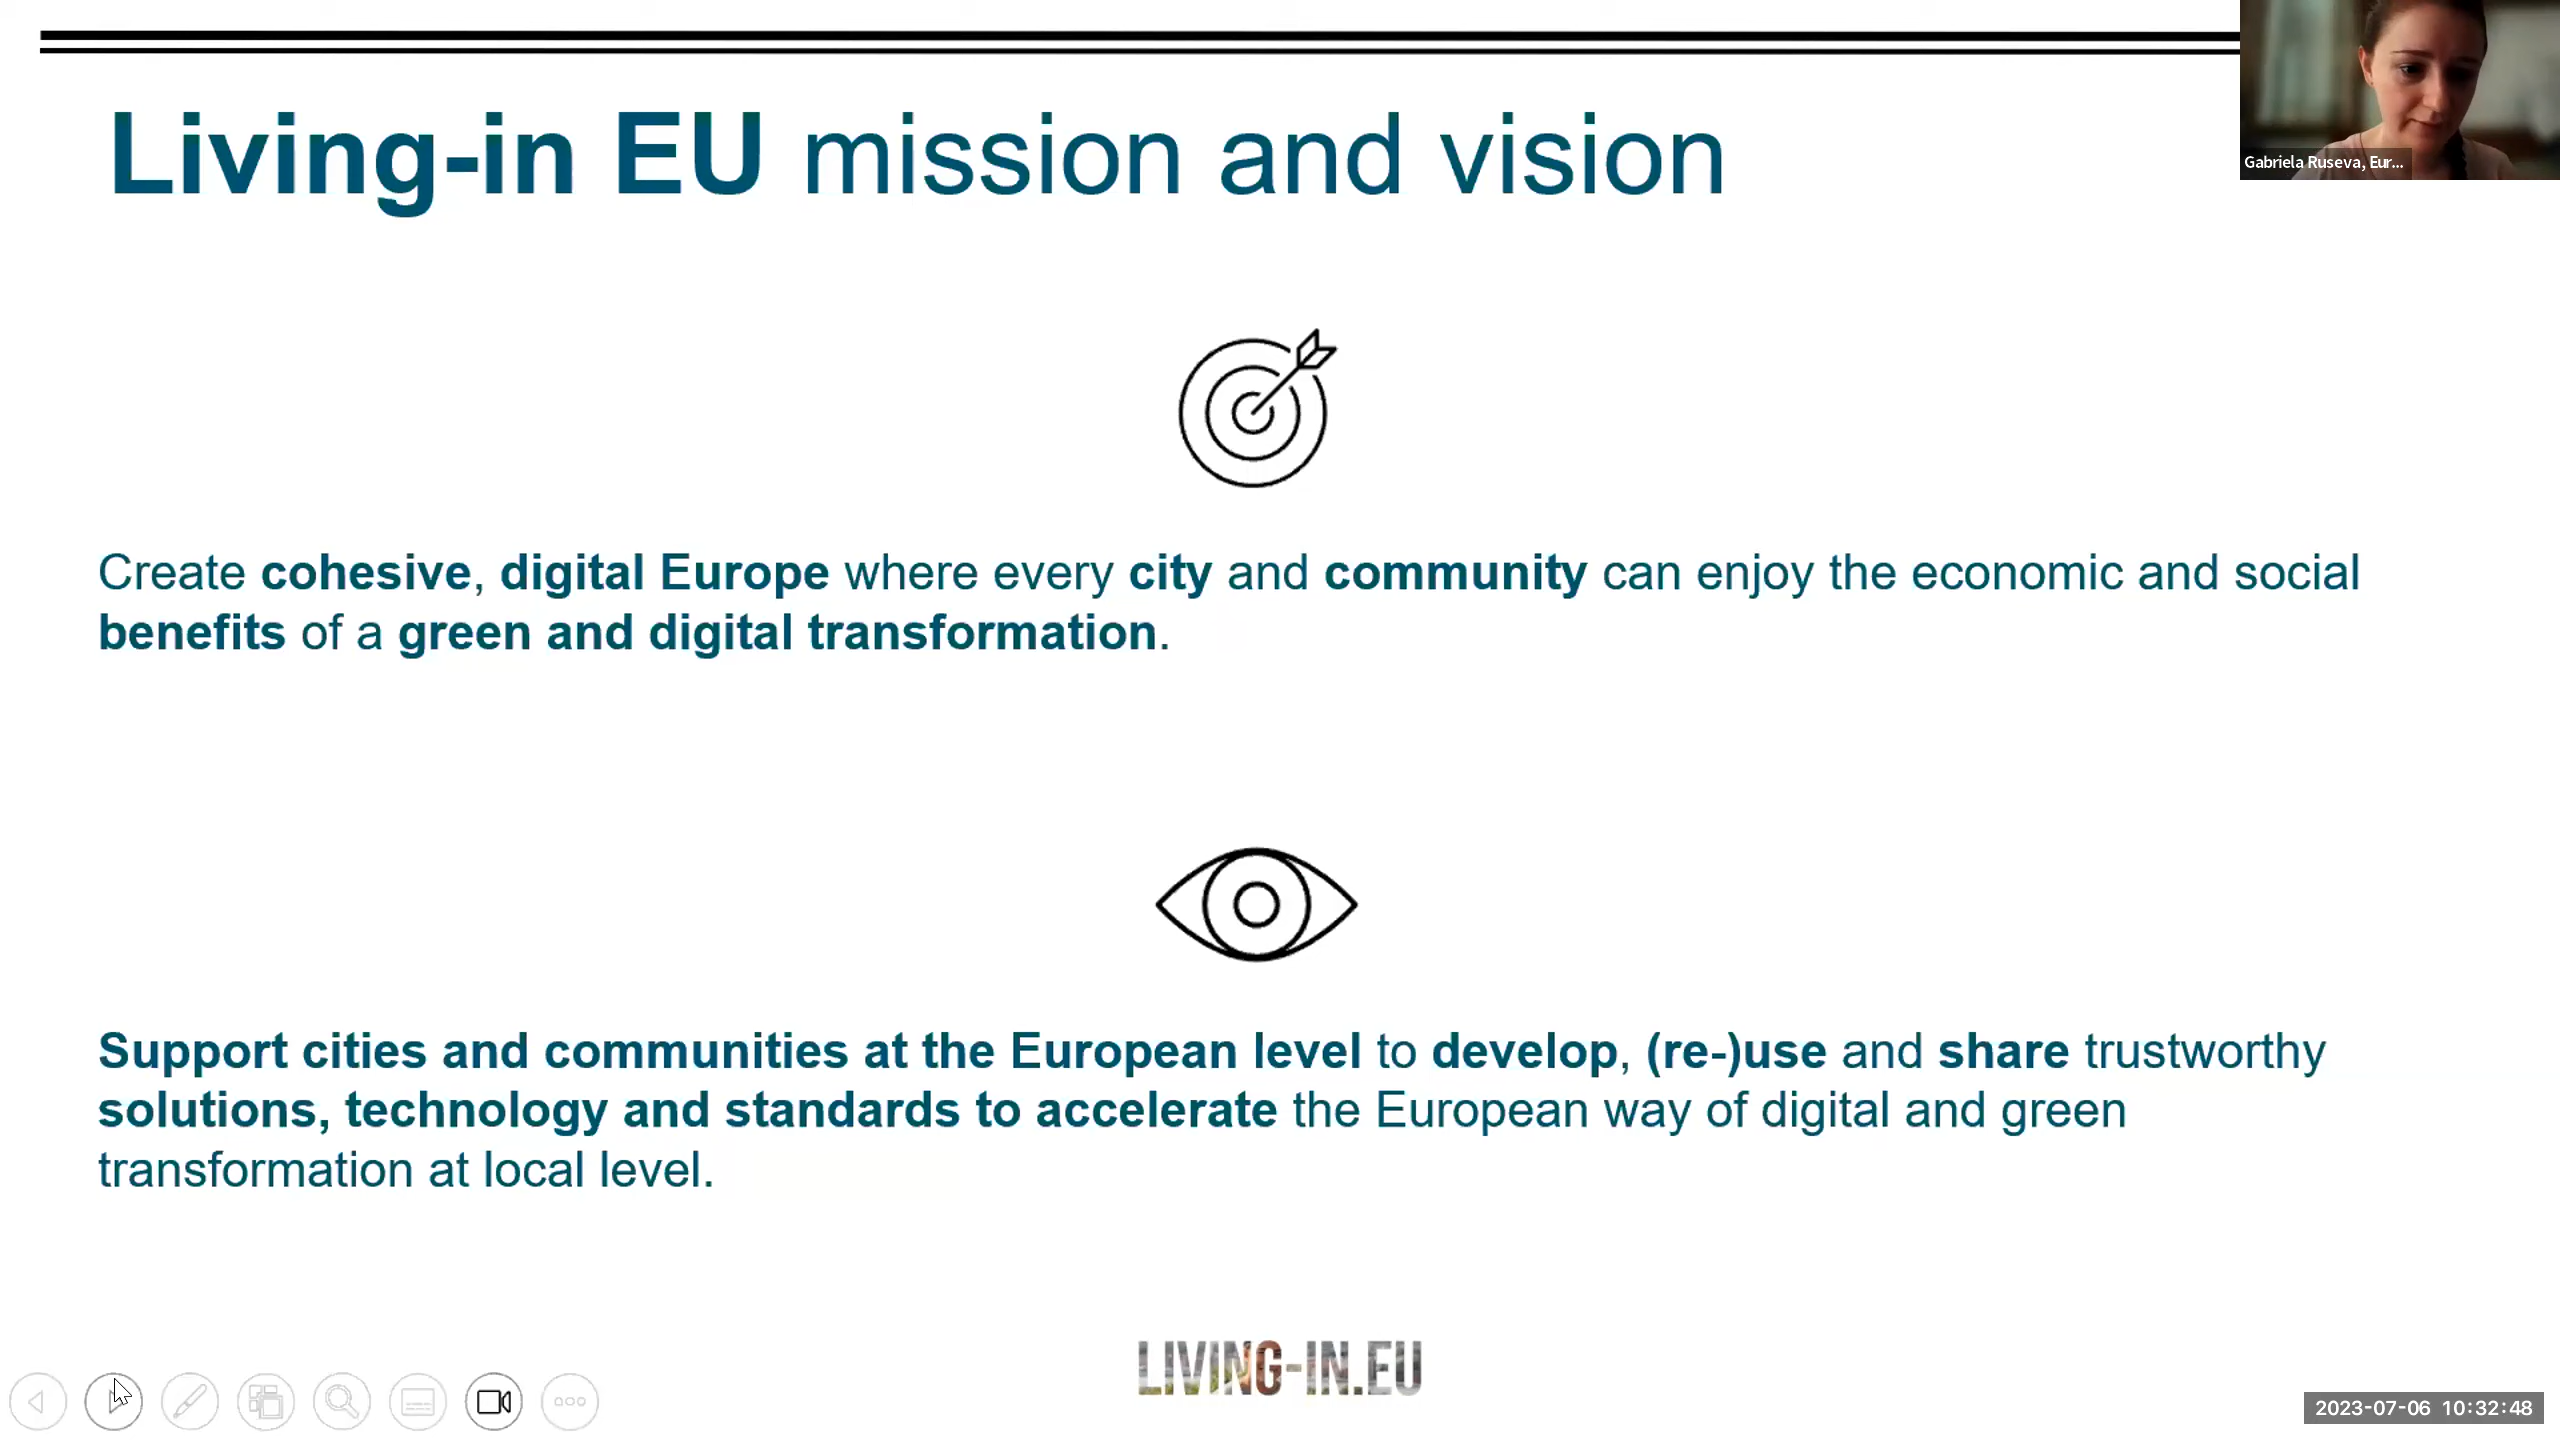 Living-in EU mission and vision
Gabriela Ruseva, Eur...
Create cohesive, digital Europe where every city and community can enjoy the economic and social
benefits of a green and digital transformation.
Support cities and communities at the European level to develop, (re-)use and share trustworthy
solutions, technology and standards to accelerate the European way of digital and green
transformation at local level.
LIVING-IN.EU
2023-07-06 10:32:48